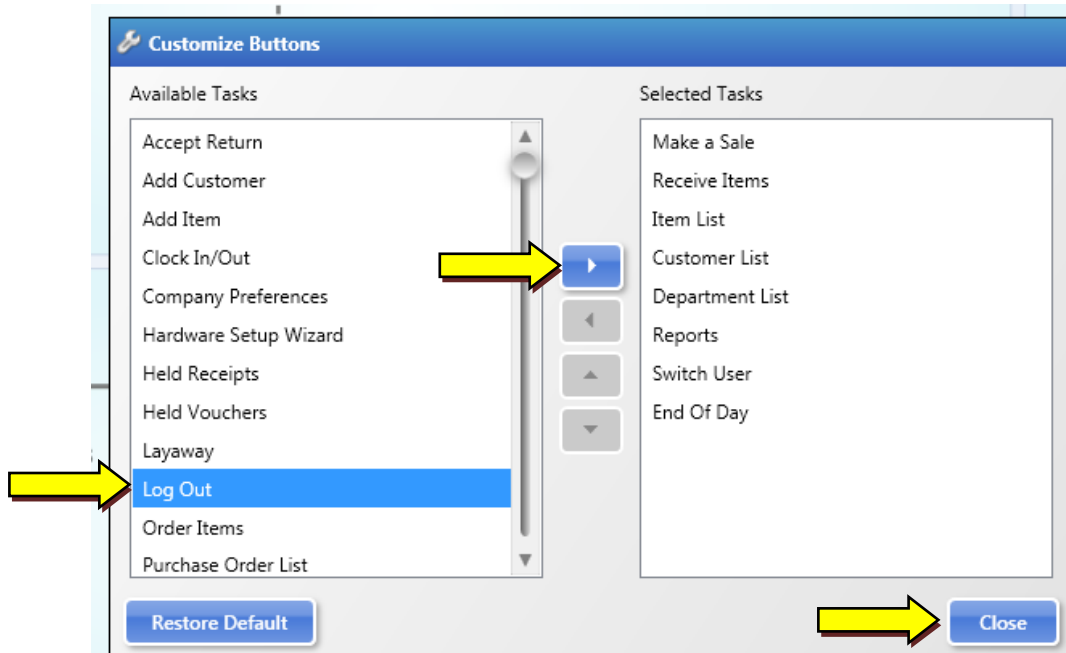 Customize Buttons
Available Tasks
Accept Return
Add Customer
Add Item
Clock In/Out
Company Preferences
Hardware Setup Wizard
Held Receipts
Held Vouchers
Layaway
Log Out
Order Items
Purchase Order List
Selected Tasks
Make a Sale
Receive Items
Item List
Customer List
Department List
Reports
Switch User
End Of Day
Restore Default
Close